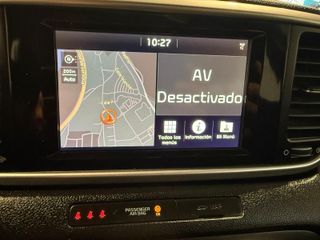 10:27
200m
Auto
AV
Desactivado
Todos los
menús
Información
Mi Menú
PASSENGER
AIR BAG